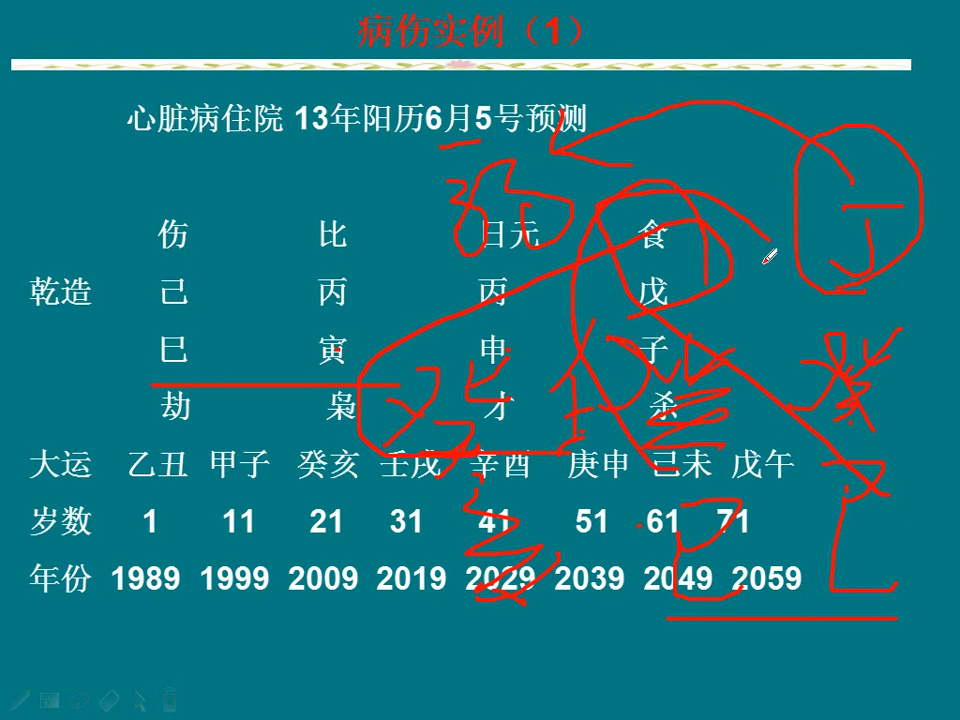 病伤实例（1）
心脏病住院 13年阳历6月5号预测
伤 比 日元 食
乾造 己 丙 丙 戊
巳 寅 申 子
劫 枭 才 杀
大运 乙丑 甲子 癸亥 壬戌 辛酉 庚申 己未 戊午
岁数 1 11 21 31 41 51 61 71
年份 1989 1999 2009 2019 2029 2039 2049 2059